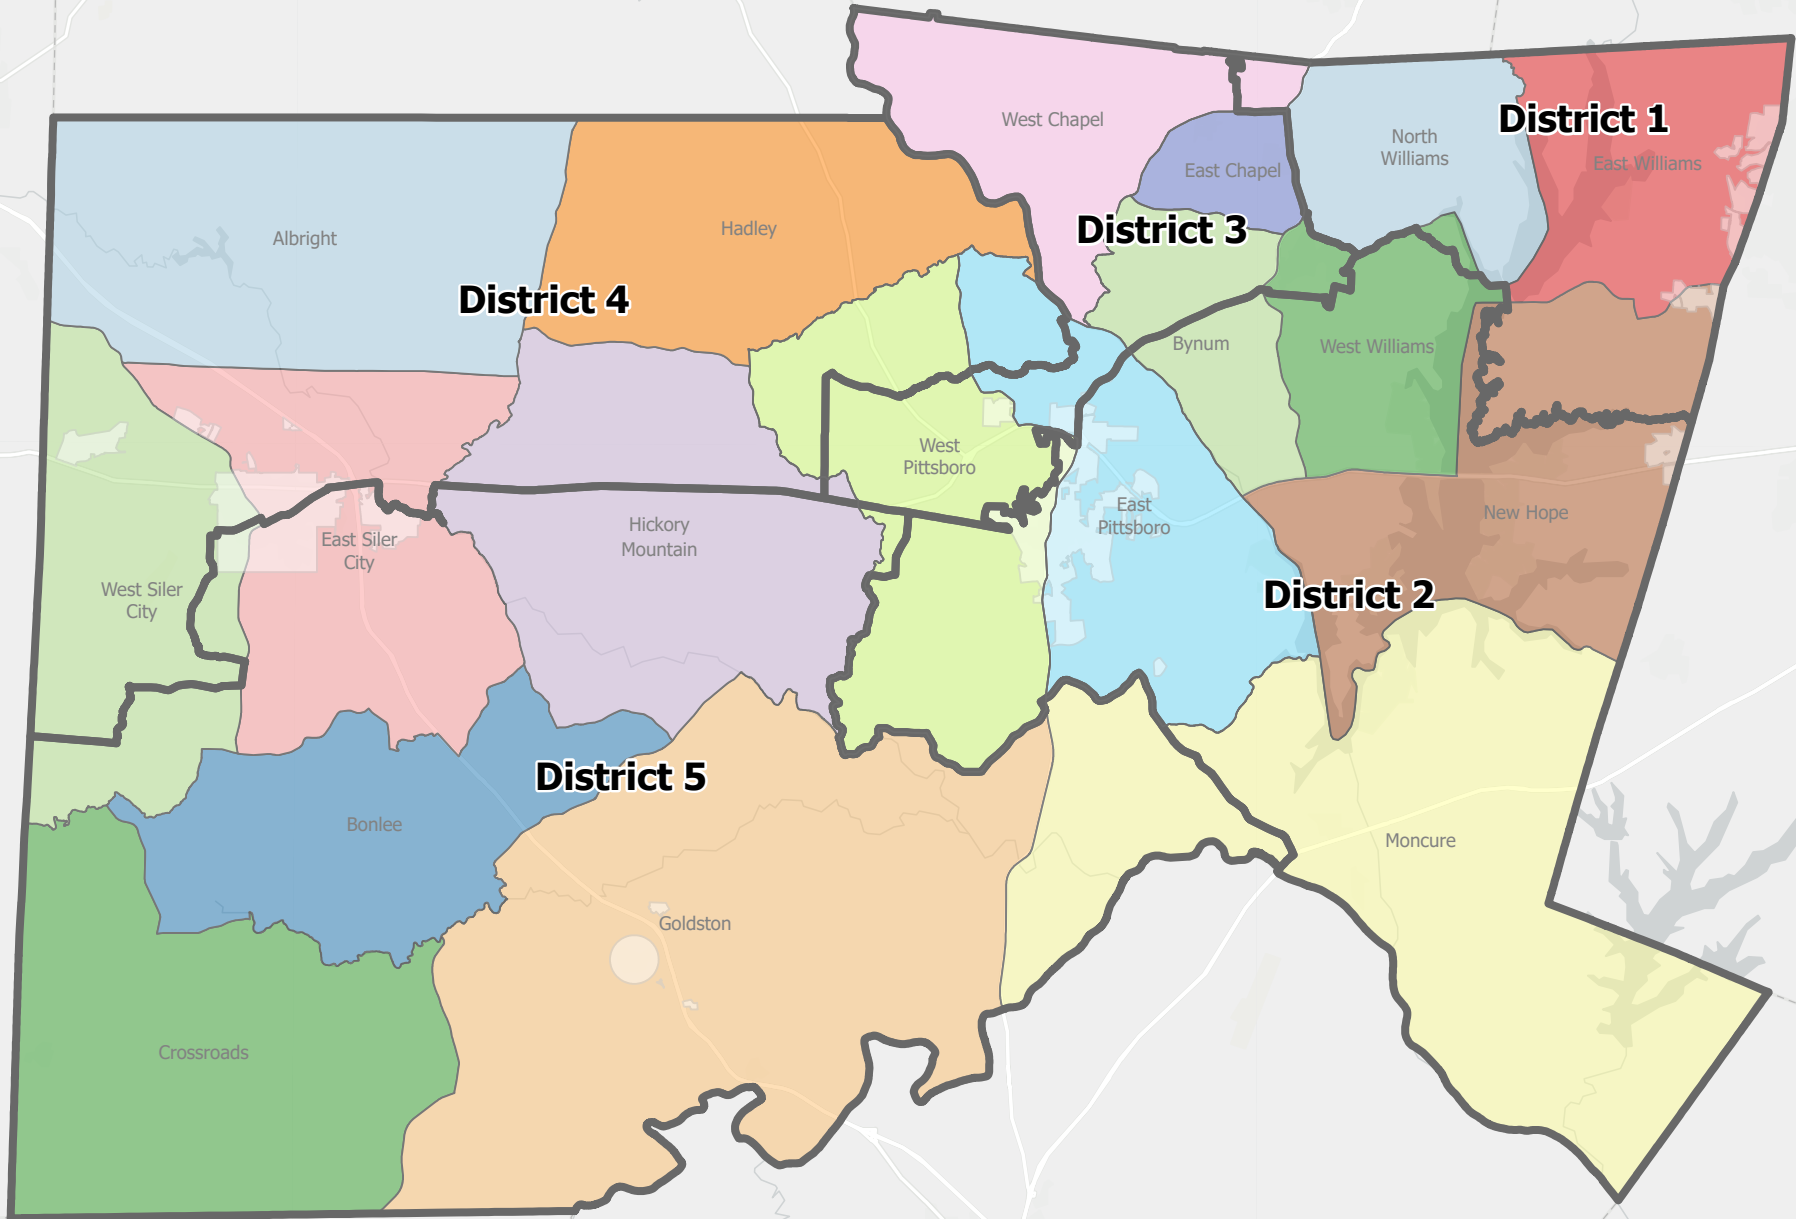 West Chapel
District 1
North
Williams
East Williams
East Chapel
District 3
Hadley
Albright
District 4
Bynum
West Williams
West
Pittsboro
East
Pittsboro
New Hope
Hickory
Mountain
East Siler
City
West Siler
City
District 2
District 5
Bonlee
Moncure
Goldston
Crossroads